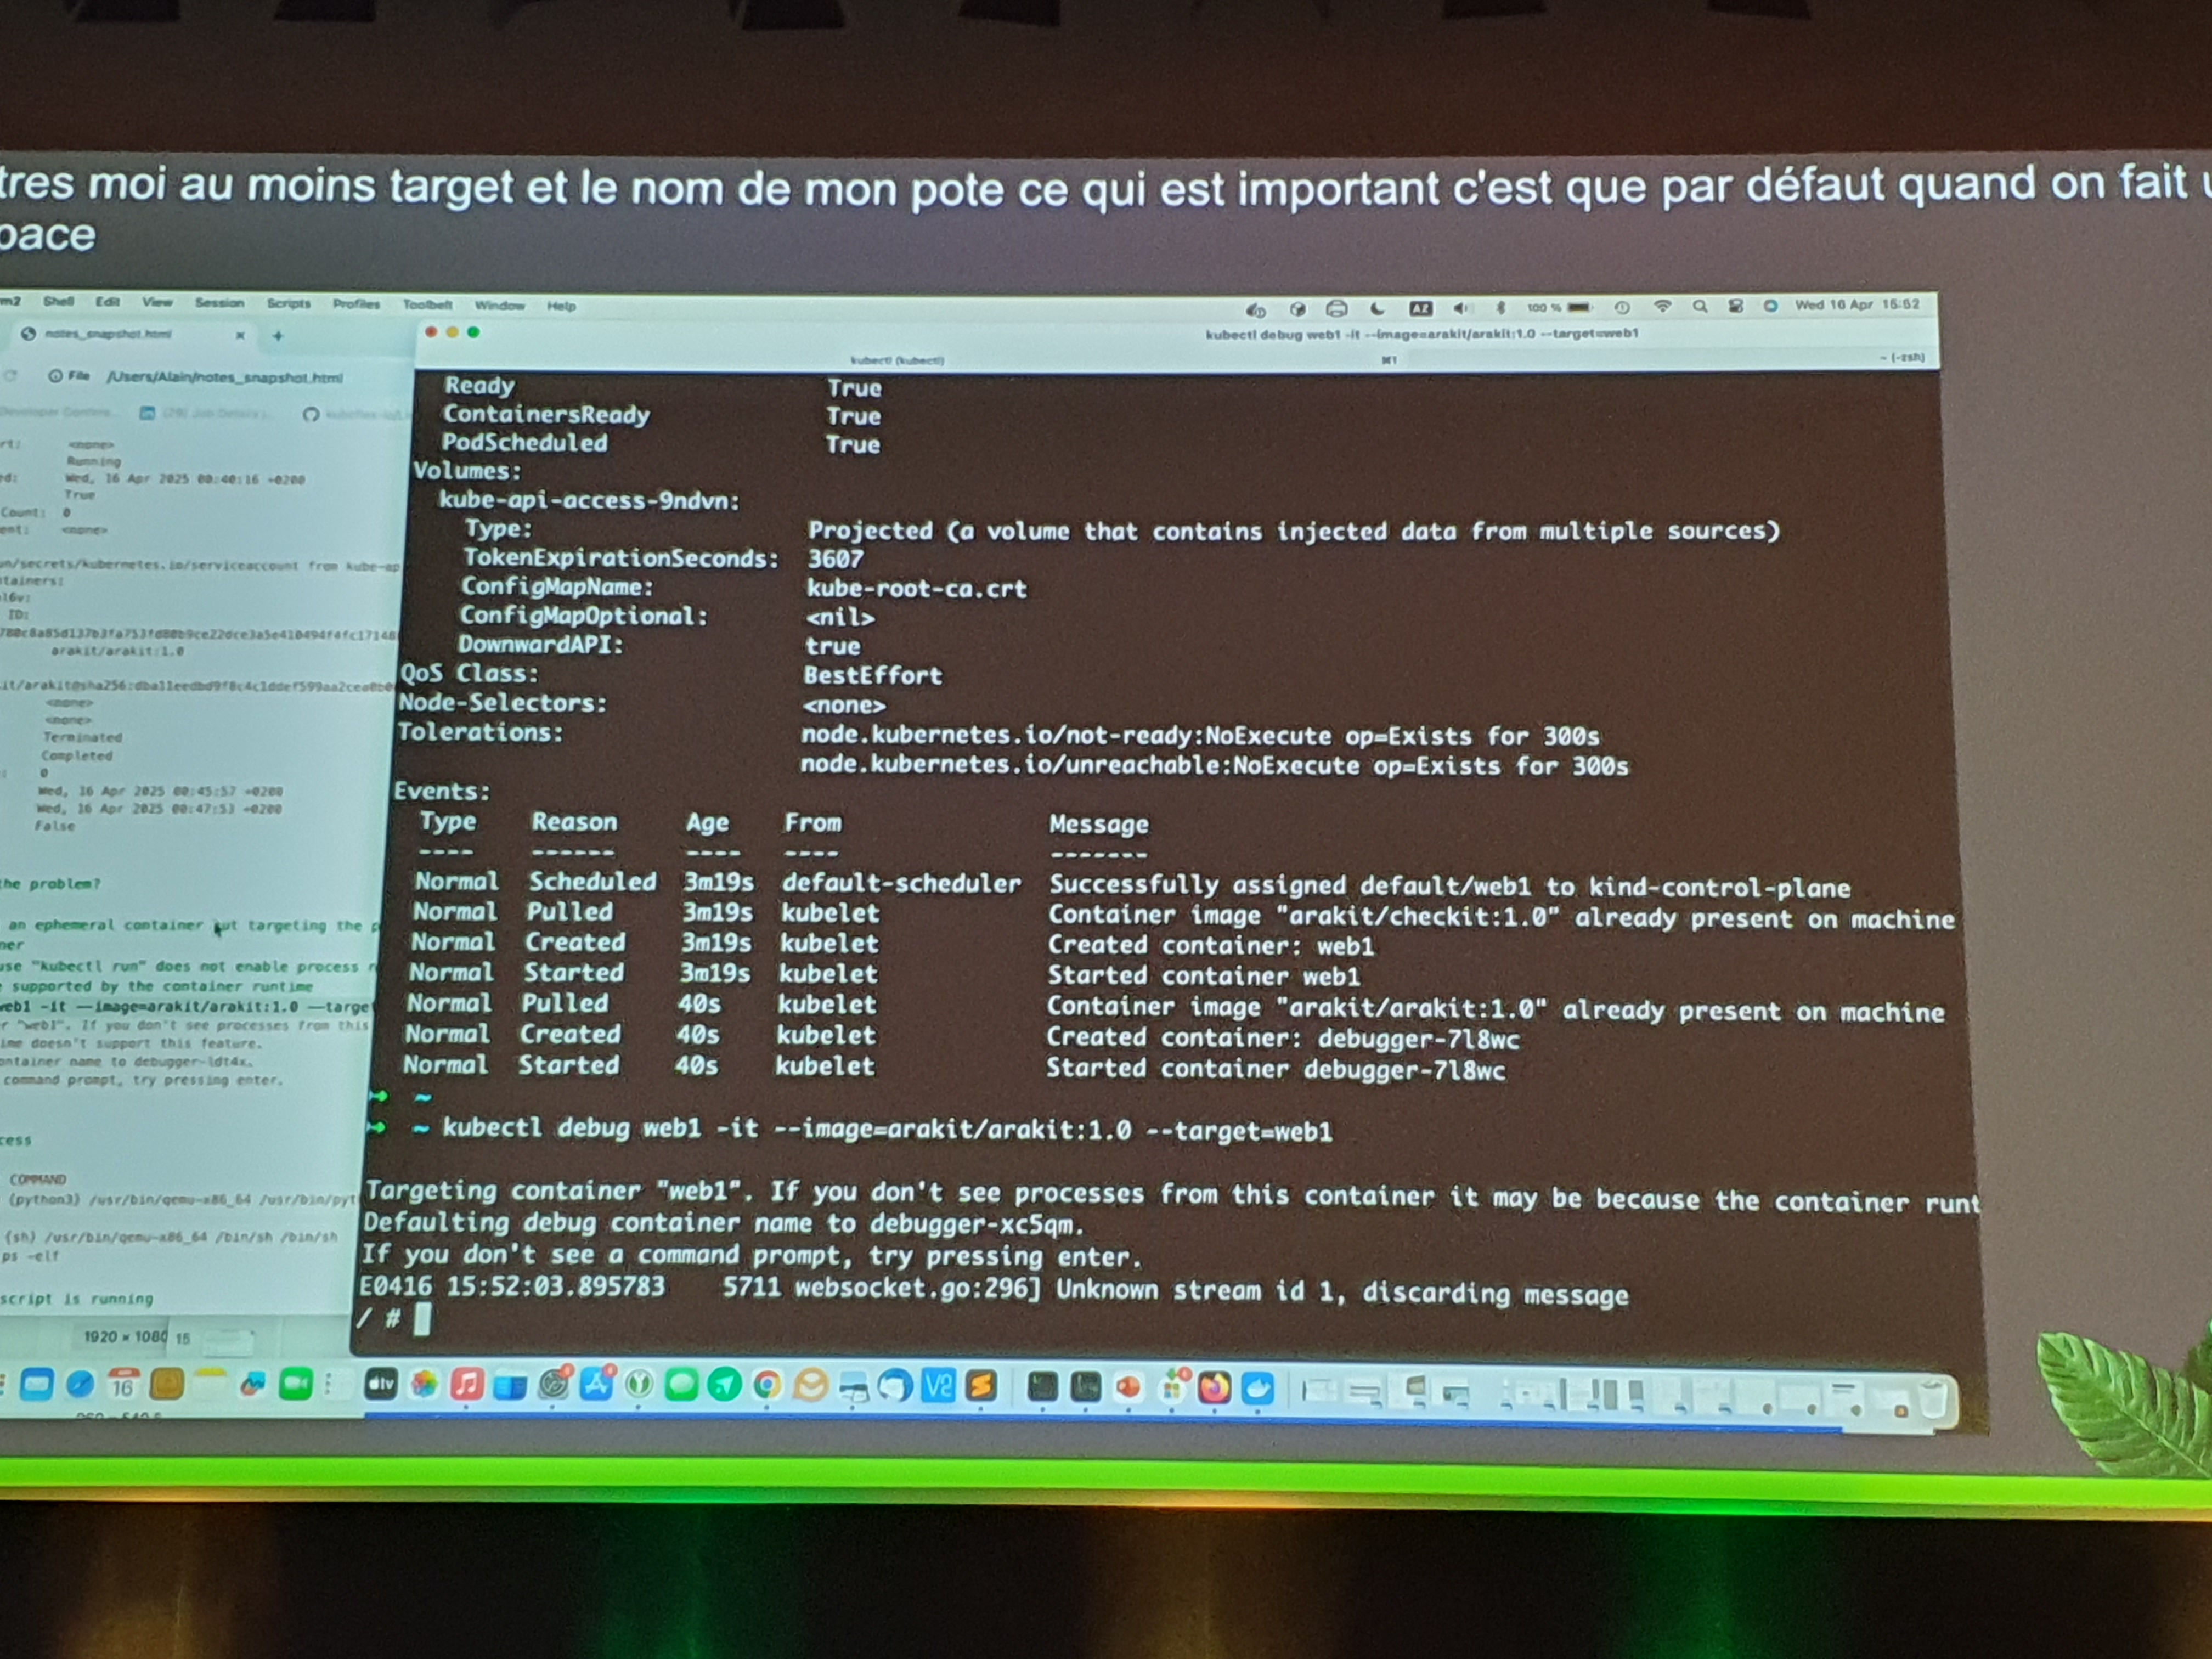 tres moi au moins target et le nom de mon pote ce qui est important c'est que par défaut quand on fait u
pace
Shell Edit View Session Scripts Profiles Toolbelt Window Help
100 % Wed 16 Apr 15:52
notes_snapshot.html
kubectl debug web1 -it --image=arakit/arakit:1.0 --target=web1
kubectl (kubectl) ⌘1 ~ (-zsh)
File /Users/Alain/notes_snapshot.html
<none>
Running
Wed, 16 Apr 2025 00:40:16 +0200
True
Count: 0
<none>
n/secrets/kubernetes.io/serviceaccount from kube-ap
tainers:
ID:
arakit/arakit:1.0
<none>
<none>
Terminated
Completed
0
Wed, 16 Apr 2025 00:45:57 +0200
Wed, 16 Apr 2025 00:47:53 +0200
False
the problem?
an ephemeral container but targeting the p
ner
use "kubectl run" does not enable process n
supported by the container runtime
web1 -it —image=arakit/arakit:1.0 —targe
r "web1". If you don't see processes from this
ime doesn't support this feature.
ontainer name to debugger-ldt4x.
command prompt, try pressing enter.
cess
COMMAND
{python3} /usr/bin/qemu-x86_64 /usr/bin/pyt
{sh} /usr/bin/qemu-x86_64 /bin/sh /bin/sh
ps -elf
script is running
1920 × 1080 15
Ready True
ContainersReady True
PodScheduled True
Volumes:
kube-api-access-9ndvn:
Type: Projected (a volume that contains injected data from multiple sources)
TokenExpirationSeconds: 3607
ConfigMapName: kube-root-ca.crt
ConfigMapOptional: <nil>
DownwardAPI: true
QoS Class: BestEffort
Node-Selectors: <none>
Tolerations: node.kubernetes.io/not-ready:NoExecute op=Exists for 300s
node.kubernetes.io/unreachable:NoExecute op=Exists for 300s
Events:
Type Reason Age From Message
---- ------ ---- ---- -------
Normal Scheduled 3m19s default-scheduler Successfully assigned default/web1 to kind-control-plane
Normal Pulled 3m19s kubelet Container image "arakit/checkit:1.0" already present on machine
Normal Created 3m19s kubelet Created container: web1
Normal Started 3m19s kubelet Started container web1
Normal Pulled 40s kubelet Container image "arakit/arakit:1.0" already present on machine
Normal Created 40s kubelet Created container: debugger-7l8wc
Normal Started 40s kubelet Started container debugger-7l8wc
~
~ kubectl debug web1 -it --image=arakit/arakit:1.0 --target=web1
Targeting container "web1". If you don't see processes from this container it may be because the container runt
Defaulting debug container name to debugger-xc5qm.
If you don't see a command prompt, try pressing enter.
E0416 15:52:03.895783 5711 websocket.go:296] Unknown stream id 1, discarding message
/ #
16
tv
V2